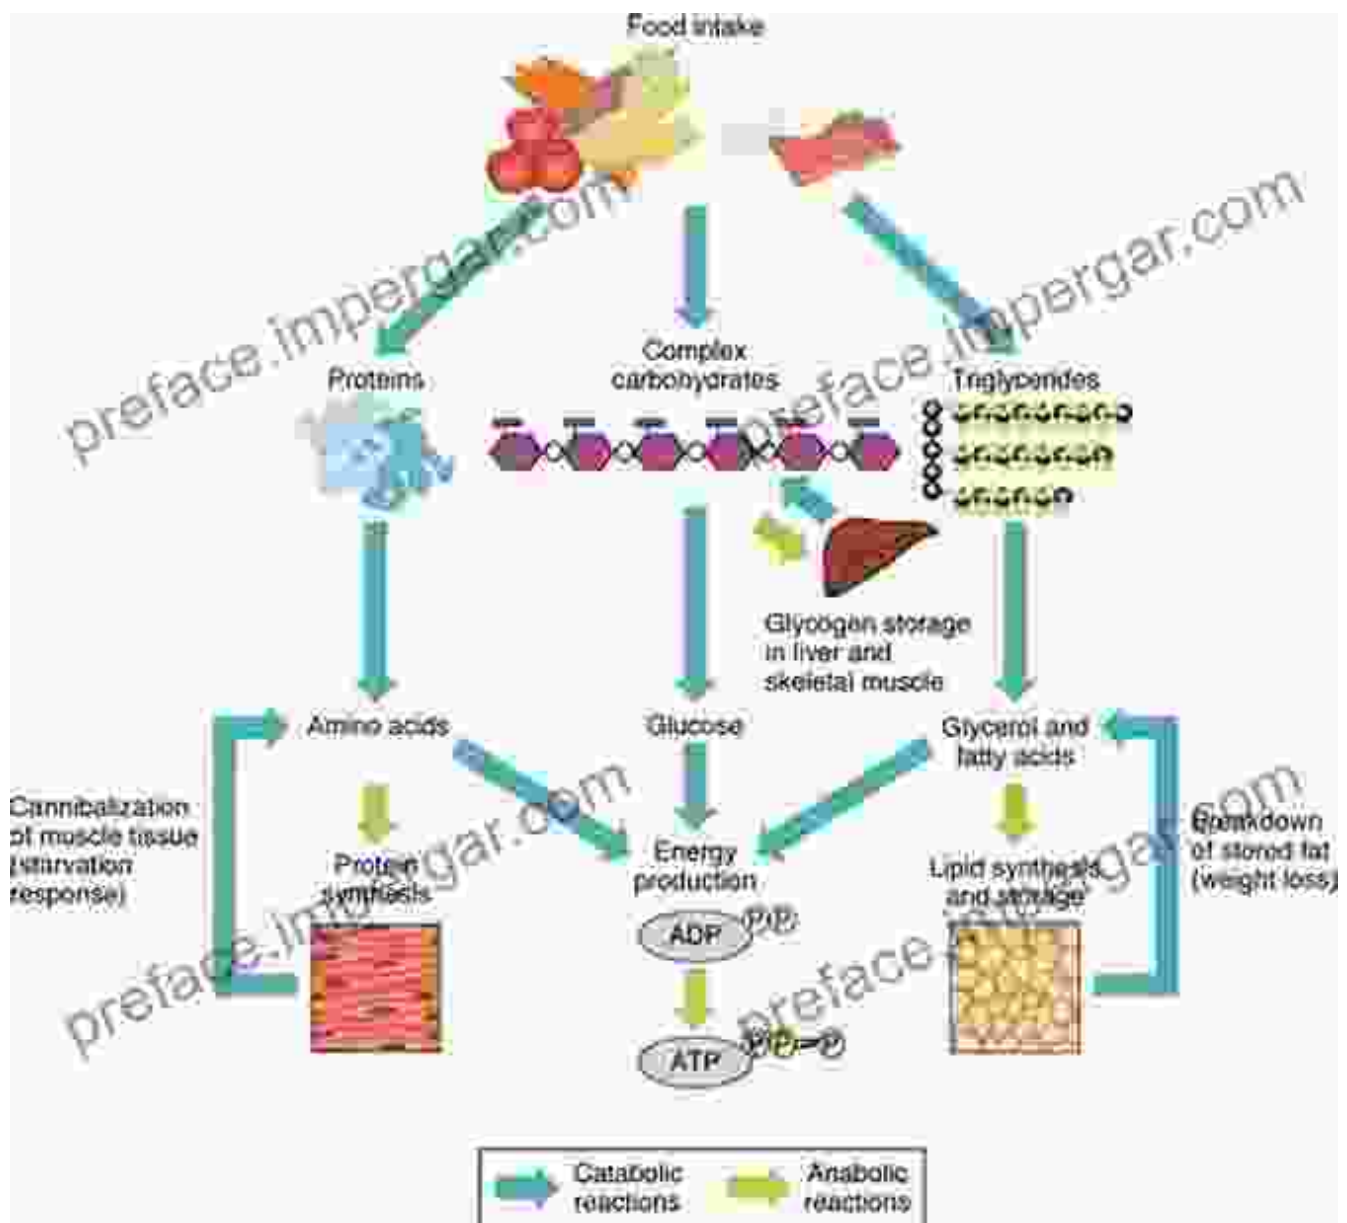 Food intake
Proteins
Complex
carbohydrates
Triglycerides
Glycogen storage
in liver and
skeletal muscle
Amino acids
Glucose
Glycerol and
fatty acids
Cannibalization
of muscle tissue
(starvation
response)
Protein
synthesis
Energy
production
Lipid synthesis
and storage
Breakdown
of stored fat
(weight loss)
ADP
P P
ATP
P P P
Catabolic
reactions
Anabolic
reactions
preface.impergar.com
preface.impergar.com
preface.impergar.com
preface.impergar.com